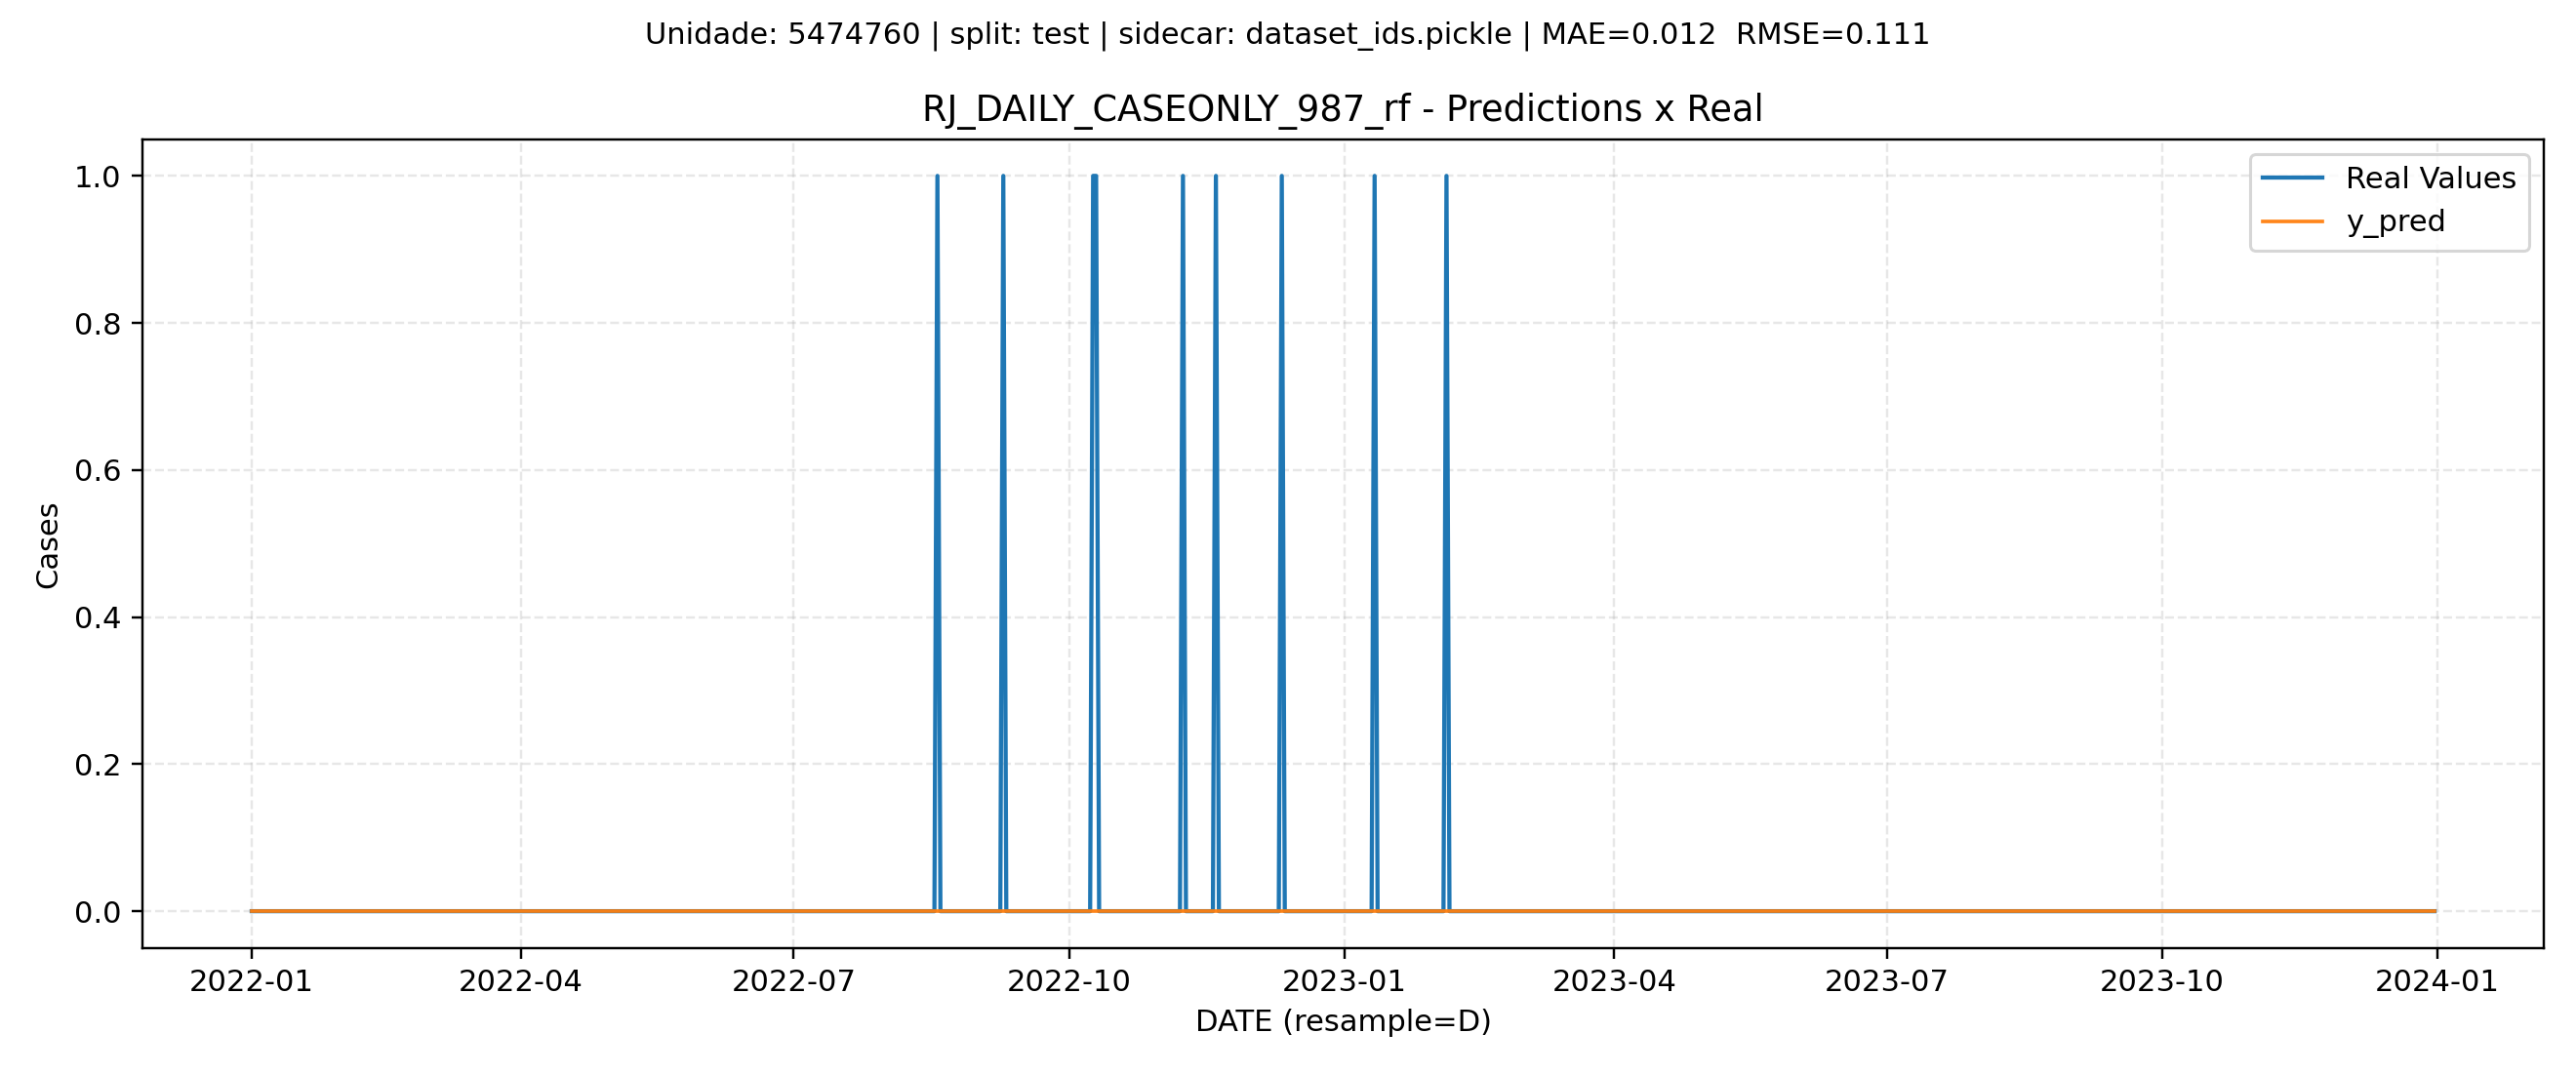 Unidade: 5474760 | split: test | sidecar: dataset_ids.pickle | MAE=0.012  RMSE=0.111
RJ_DAILY_CASEONLY_987_rf - Predictions x Real
Real Values
y_pred
1.0
0.8
0.6
0.4
0.2
0.0
Cases
2022-01 2022-04 2022-07 2022-10 2023-01 2023-04 2023-07 2023-10 2024-01
DATE (resample=D)